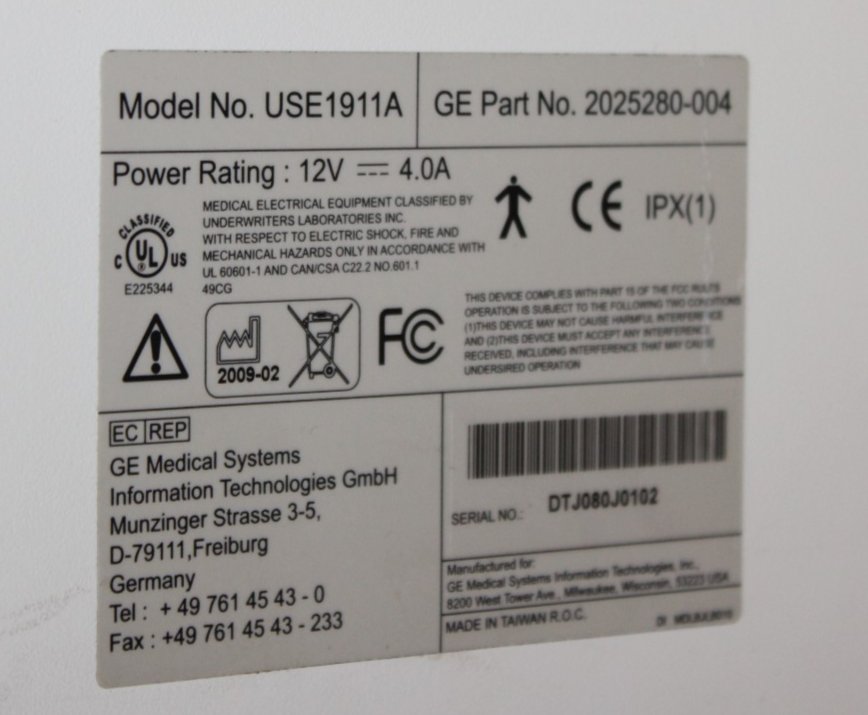 Model No. USE1911A
GE Part No. 2025280-004
Power Rating : 12V ⎓ 4.0A
CLASSIFIED
C UL US
®
E225344
MEDICAL ELECTRICAL EQUIPMENT CLASSIFIED BY
UNDERWRITERS LABORATORIES INC.
WITH RESPECT TO ELECTRIC SHOCK, FIRE AND
MECHANICAL HAZARDS ONLY IN ACCORDANCE WITH
UL 60601-1 AND CAN/CSA C22.2 NO.601.1
49CG
CE IPX(1)
2009-02
FC
THIS DEVICE COMPLIES WITH PART 15 OF THE FCC RULES
OPERATION IS SUBJECT TO THE FOLLOWING TWO CONDITIONS
(1)THIS DEVICE MAY NOT CAUSE HARMFUL INTERFERENCE
AND (2)THIS DEVICE MUST ACCEPT ANY INTERFERENCE
RECEIVED, INCLUDING INTERFERENCE THAT MAY CAUSE
UNDERSIRED OPERATION
EC REP
GE Medical Systems
Information Technologies GmbH
Munzinger Strasse 3-5,
D-79111,Freiburg
Germany
Tel : + 49 761 45 43 - 0
Fax : +49 761 45 43 - 233
SERIAL NO.: DTJ080J0102
Manufactured for:
GE Medical Systems Information Technologies, Inc.,
8200 West Tower Ave., Milwaukee, Wisconsin, 53223 USA
MADE IN TAIWAN R.O.C.